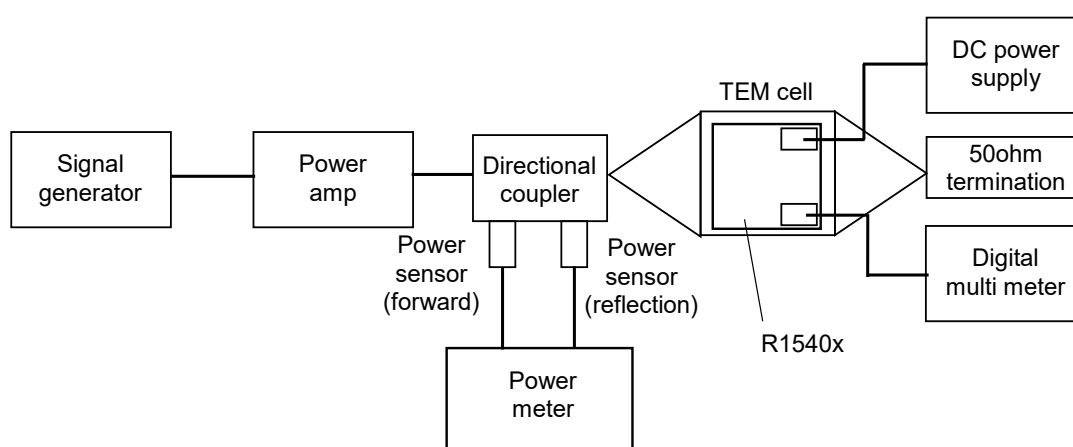 Signal
generator
Power
amp
Directional
coupler
TEM cell
DC power
supply
50ohm
termination
Digital
multi meter
Power
sensor
(forward)
Power
sensor
(reflection)
R1540x
Power
meter